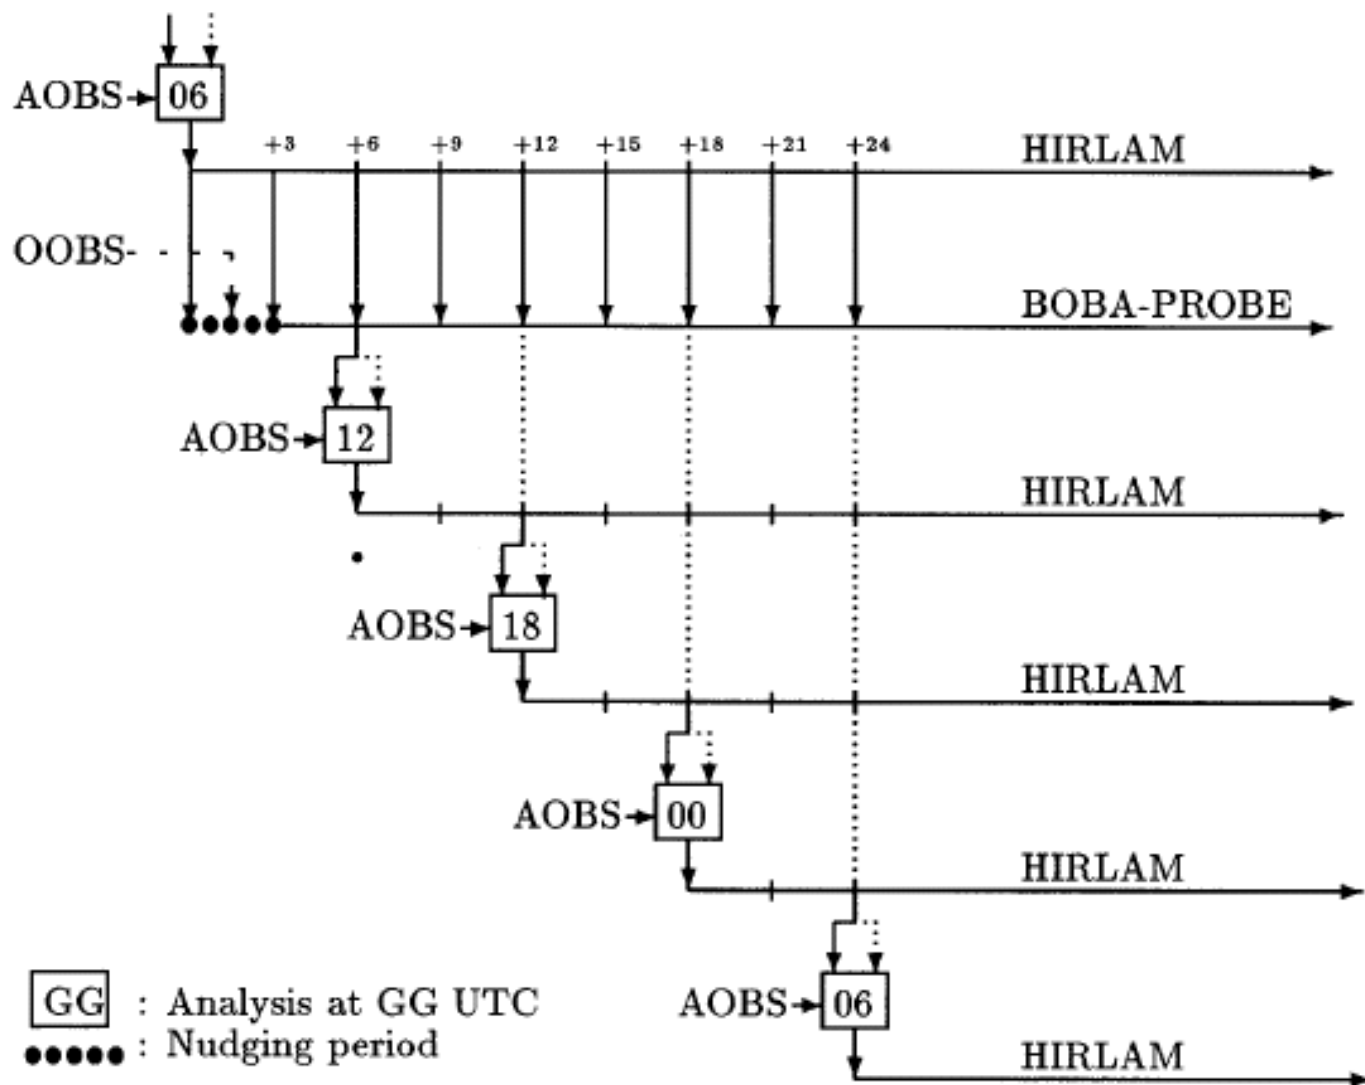 AOBS 06
+3 +6 +9 +12 +15 +18 +21 +24 HIRLAM
OOBS
BOBA-PROBE
AOBS 12
HIRLAM
AOBS 18
HIRLAM
AOBS 00
HIRLAM
GG : Analysis at GG UTC
AOBS 06
: Nudging period
HIRLAM